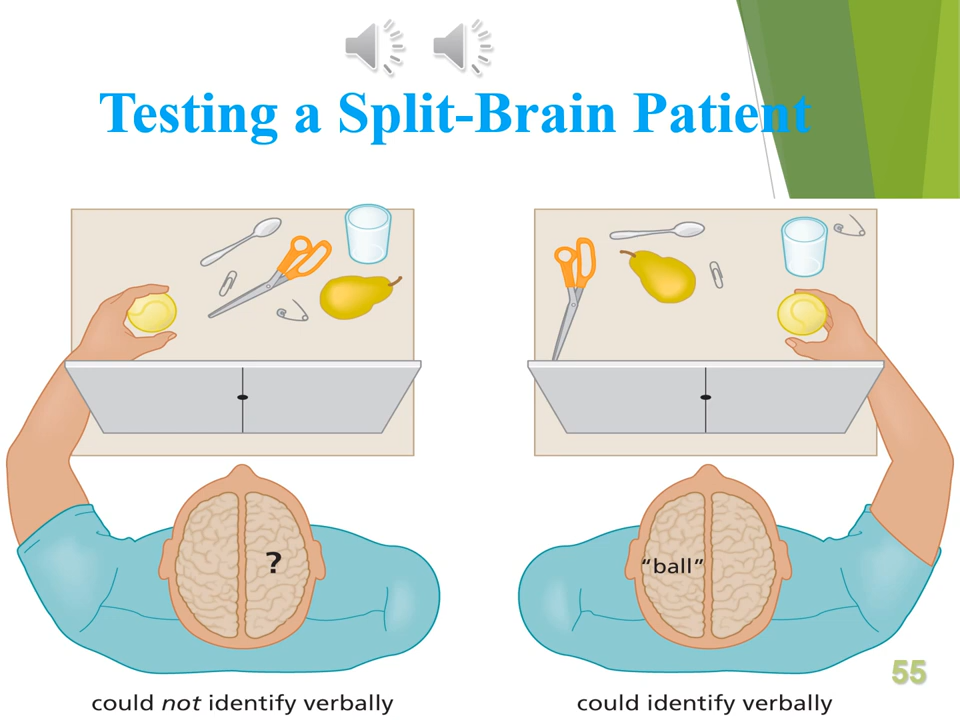 Testing a Split-Brain Patient
?
“ball”
55
could not identify verbally
could identify verbally